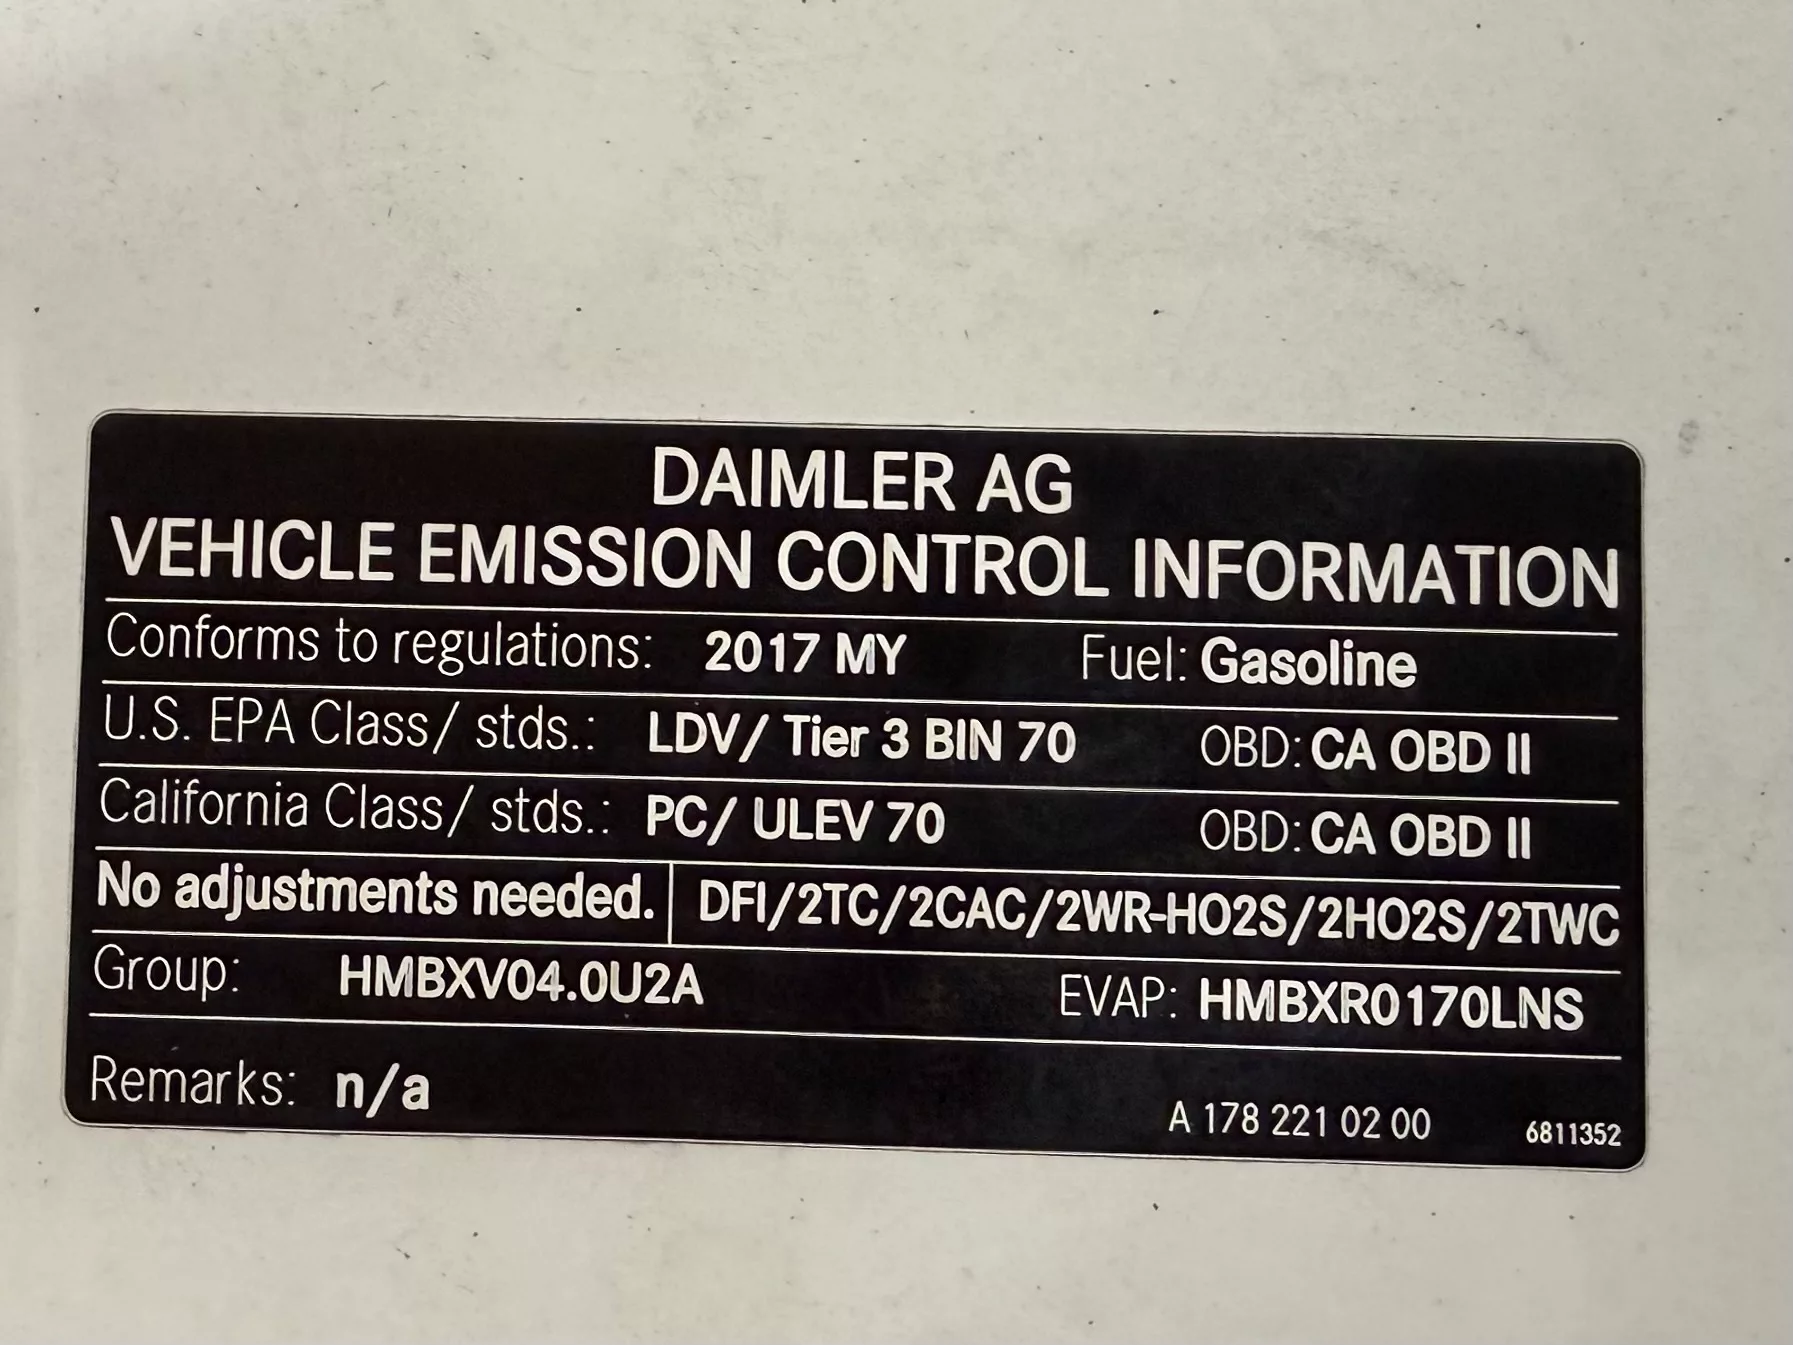 DAIMLER AG
VEHICLE EMISSION CONTROL INFORMATION
Conforms to regulations: 2017 MY Fuel: Gasoline
U.S. EPA Class/ stds.: LDV/ Tier 3 BIN 70 OBD: CA OBD II
California Class/ stds.: PC/ ULEV 70 OBD: CA OBD II
No adjustments needed. DFI/2TC/2CAC/2WR-HO2S/2HO2S/2TWC
Group: HMBXV04.0U2A EVAP: HMBXR0170LNS
Remarks: n/a
A 178 221 02 00 6811352